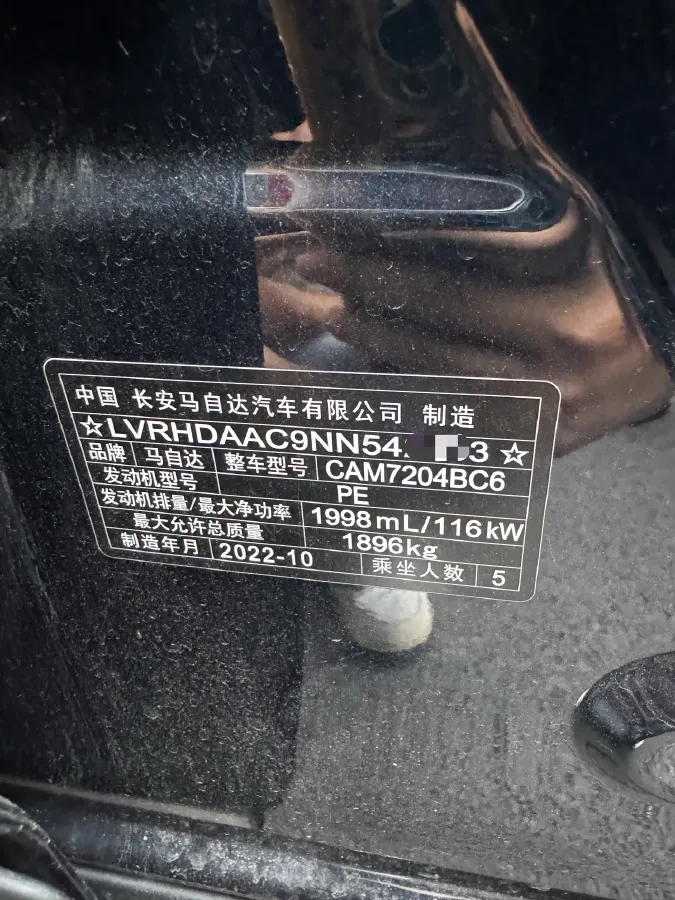 中国 长安马自达汽车有限公司 制造
☆LVRHDAAC9NN54 3☆
品牌 马自达 整车型号 CAM7204BC6
发动机型号 PE
发动机排量/最大净功率 1998mL/116kW
最大允许总质量 1896kg
制造年月 2022-10 乘坐人数 5